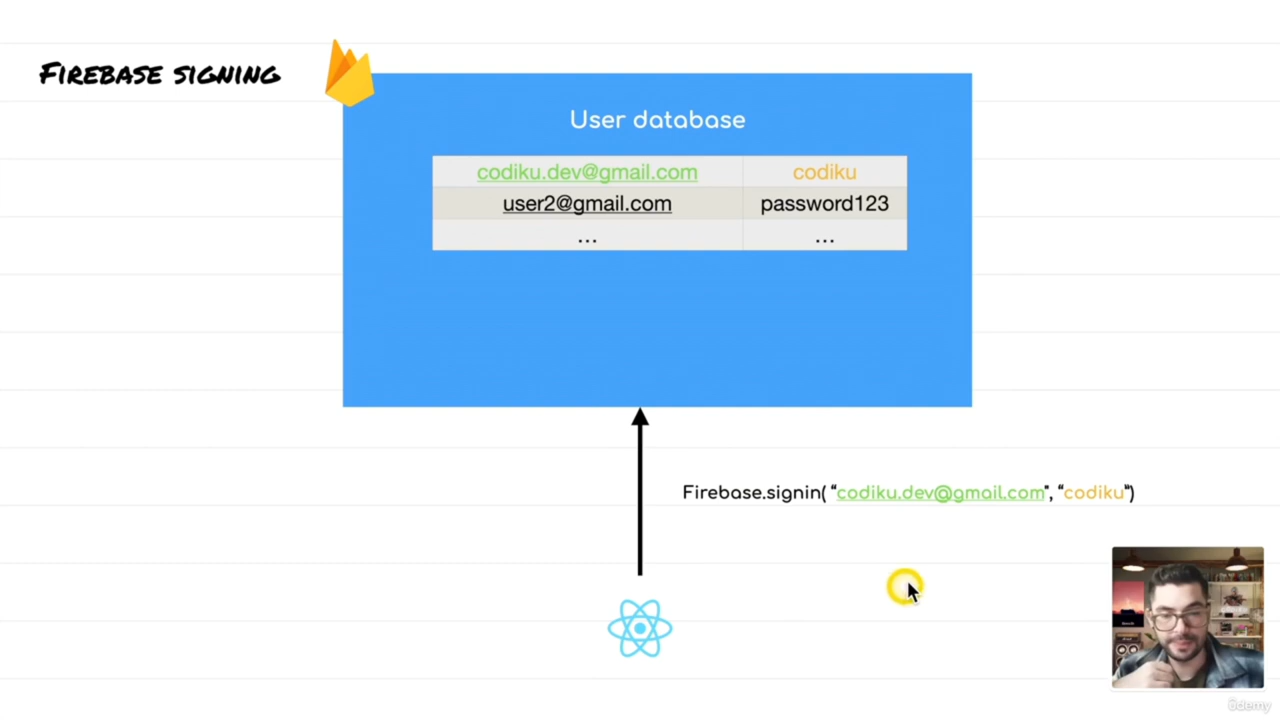 FIREBASE SIGNING
User database
codiku.dev@gmail.com codiku
user2@gmail.com password123
... ...
Firebase.signin( “codiku.dev@gmail.com", “codiku")
ûdemy